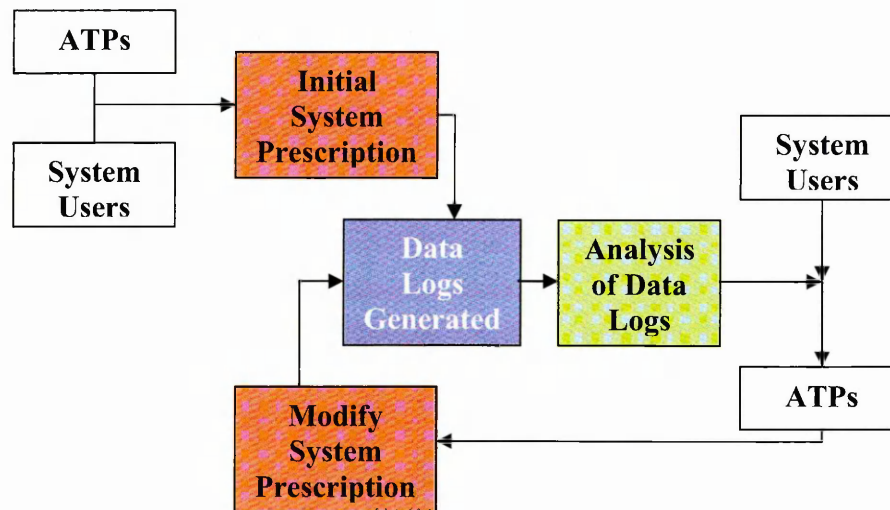 ATPs
System
Users
Initial
System
Prescription
Data
Logs
Generated
Analysis
of Data
Logs
System
Users
ATPs
Modify
System
Prescription